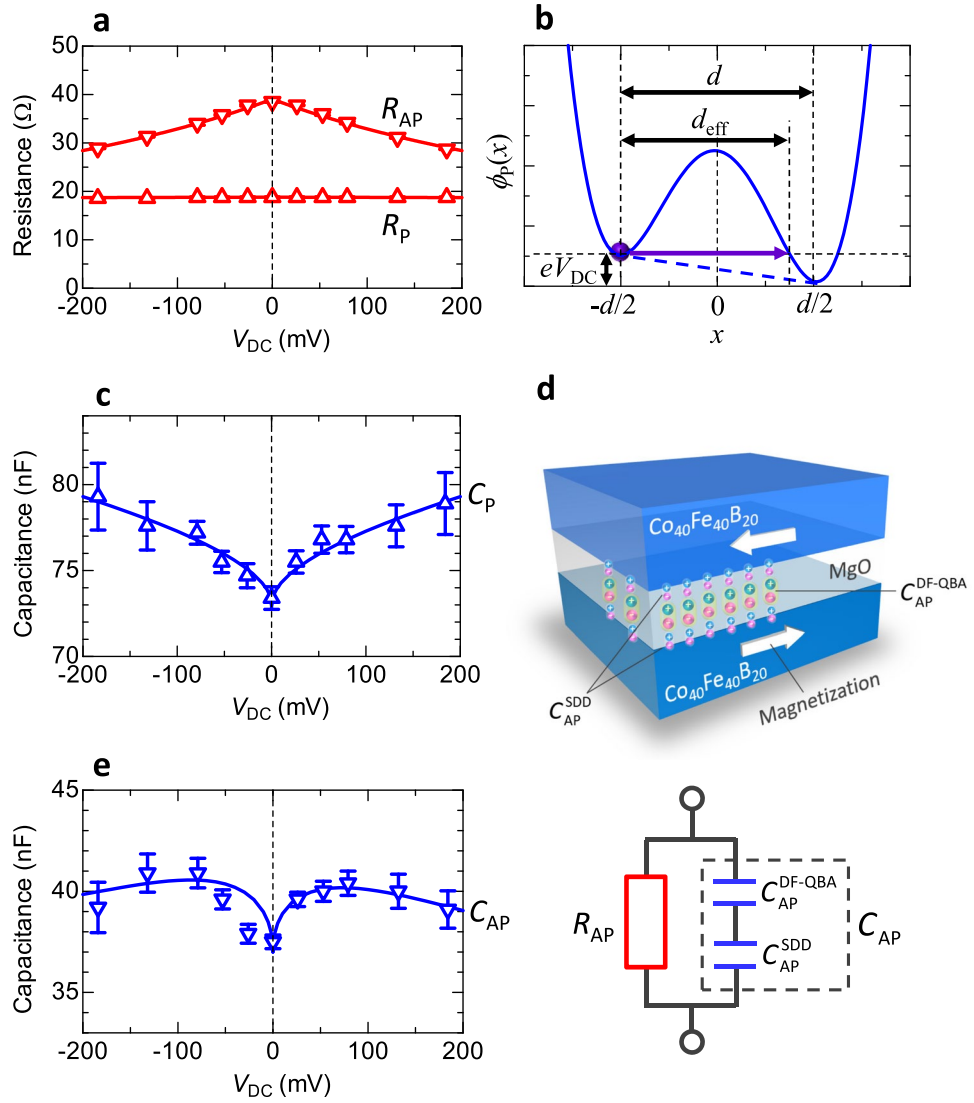 a
50
40
30
20
10
0
Resistance (Ω)
R_AP
R_P
-200 -100 0 100 200
V_DC (mV)
b
ϕ_P(x)
d
d_eff
eV_DC
-d/2 0 d/2
x
c
80
75
70
Capacitance (nF)
C_P
-200 -100 0 100 200
V_DC (mV)
d
Co₄₀Fe₄₀B₂₀
MgO
C_AP^DF-QBA
Co₄₀Fe₄₀B₂₀
C_AP^SDD
Magnetization
e
45
40
35
Capacitance (nF)
C_AP
-200 -100 0 100 200
V_DC (mV)
R_AP
C_AP^DF-QBA
C_AP^SDD
C_AP